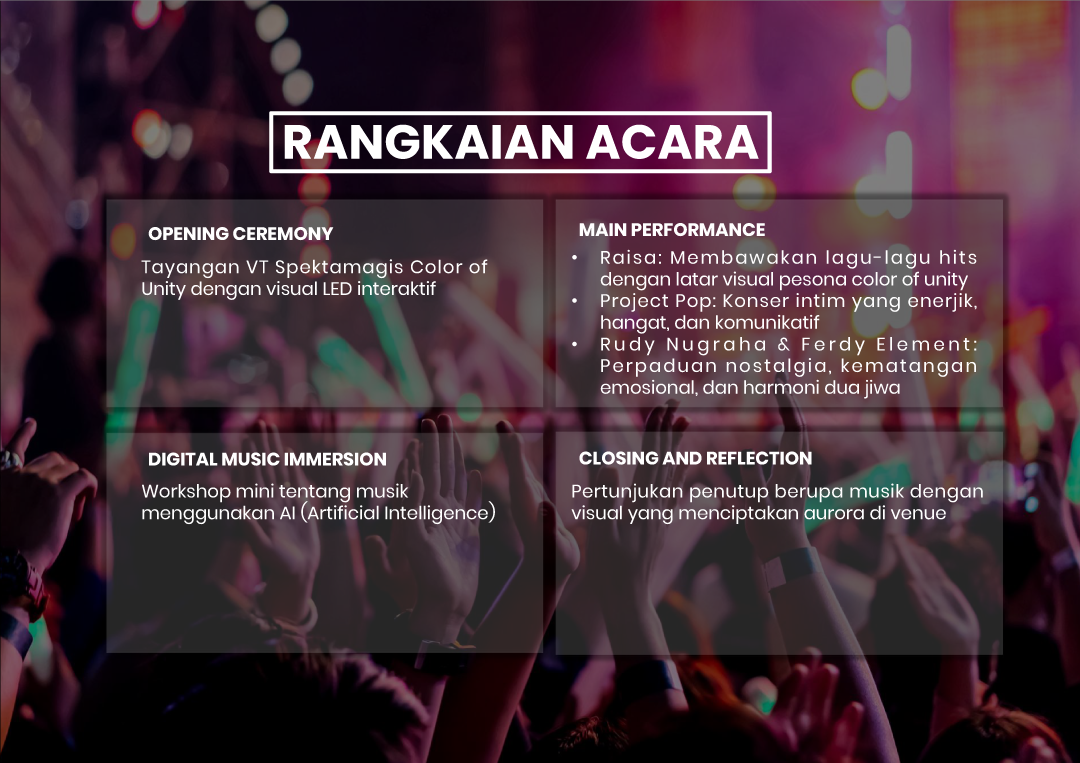 RANGKAIAN ACARA
OPENING CEREMONY
Tayangan VT Spektamagis Color of
Unity dengan visual LED interaktif
MAIN PERFORMANCE
• Raisa: Membawakan lagu-lagu hits
dengan latar visual pesona color of unity
• Project Pop: Konser intim yang enerjik,
hangat, dan komunikatif
• Rudy Nugraha & Ferdy Element:
Perpaduan nostalgia, kematangan
emosional, dan harmoni dua jiwa
DIGITAL MUSIC IMMERSION
Workshop mini tentang musik
menggunakan AI (Artificial Intelligence)
CLOSING AND REFLECTION
Pertunjukan penutup berupa musik dengan
visual yang menciptakan aurora di venue